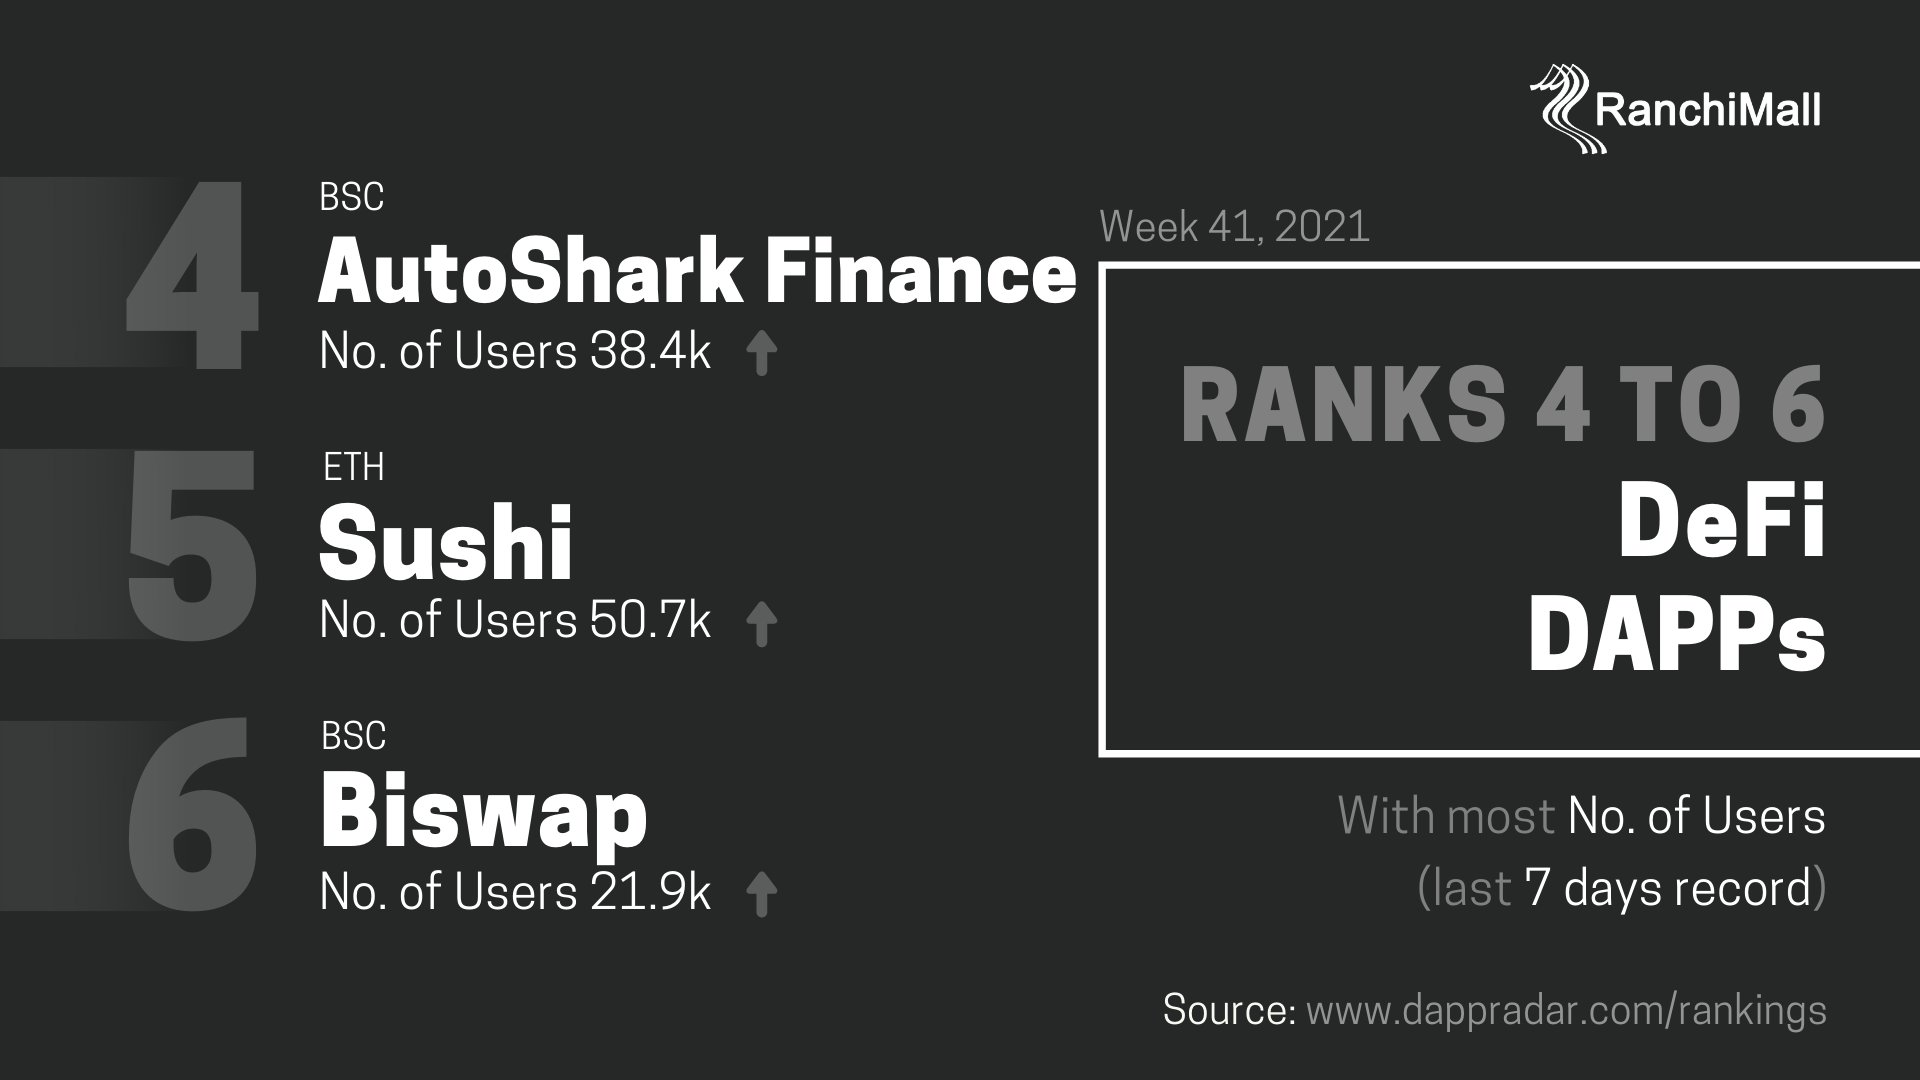 RanchiMall
4
BSC
AutoShark Finance
No. of Users 38.4k
5
ETH
Sushi
No. of Users 50.7k
6
BSC
Biswap
No. of Users 21.9k
Week 41, 2021
RANKS 4 TO 6
DeFi
DAPPs
With most No. of Users
(last 7 days record)
Source: www.dappradar.com/rankings